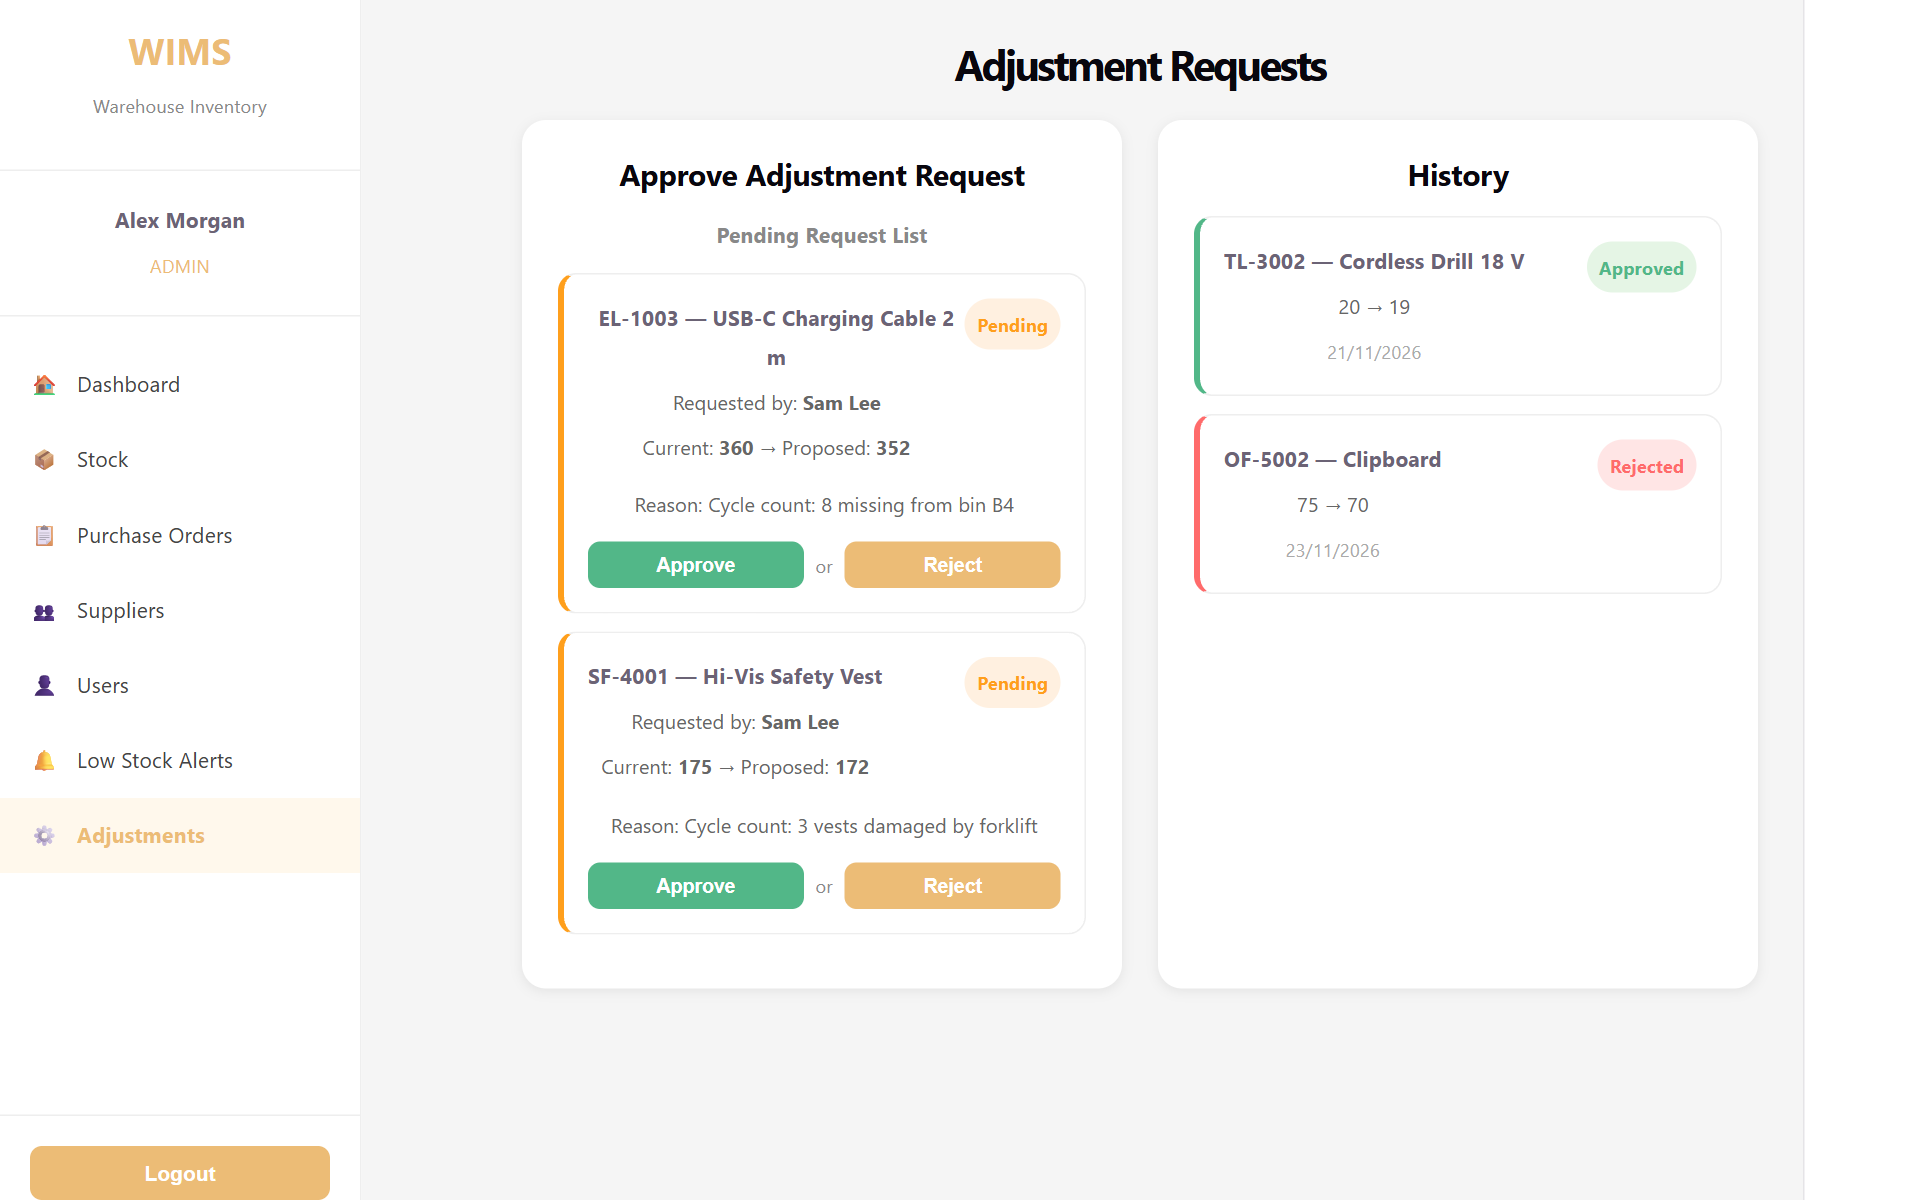 WIMS
Warehouse Inventory
Alex Morgan
ADMIN
Dashboard
Stock
Purchase Orders
Suppliers
Users
Low Stock Alerts
Adjustments
Logout
Adjustment Requests
Approve Adjustment Request
Pending Request List
EL-1003 — USB-C Charging Cable 2
m
Pending
Requested by: Sam Lee
Current: 360 → Proposed: 352
Reason: Cycle count: 8 missing from bin B4
Approve or Reject
SF-4001 — Hi-Vis Safety Vest
Pending
Requested by: Sam Lee
Current: 175 → Proposed: 172
Reason: Cycle count: 3 vests damaged by forklift
Approve or Reject
History
TL-3002 — Cordless Drill 18 V
Approved
20 → 19
21/11/2026
OF-5002 — Clipboard
Rejected
75 → 70
23/11/2026